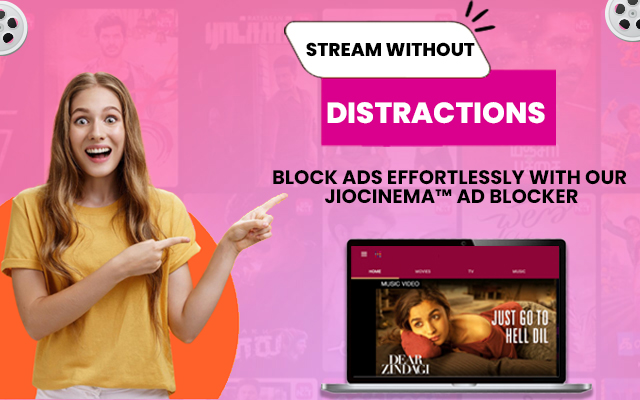 STREAM WITHOUT
DISTRACTIONS
BLOCK ADS EFFORTLESSLY WITH OUR
JIOCINEMA™ AD BLOCKER
HOME MOVIES TV MUSIC
MUSIC VIDEO
JUST GO TO
HELL DIL
DEAR
ZINDAGI